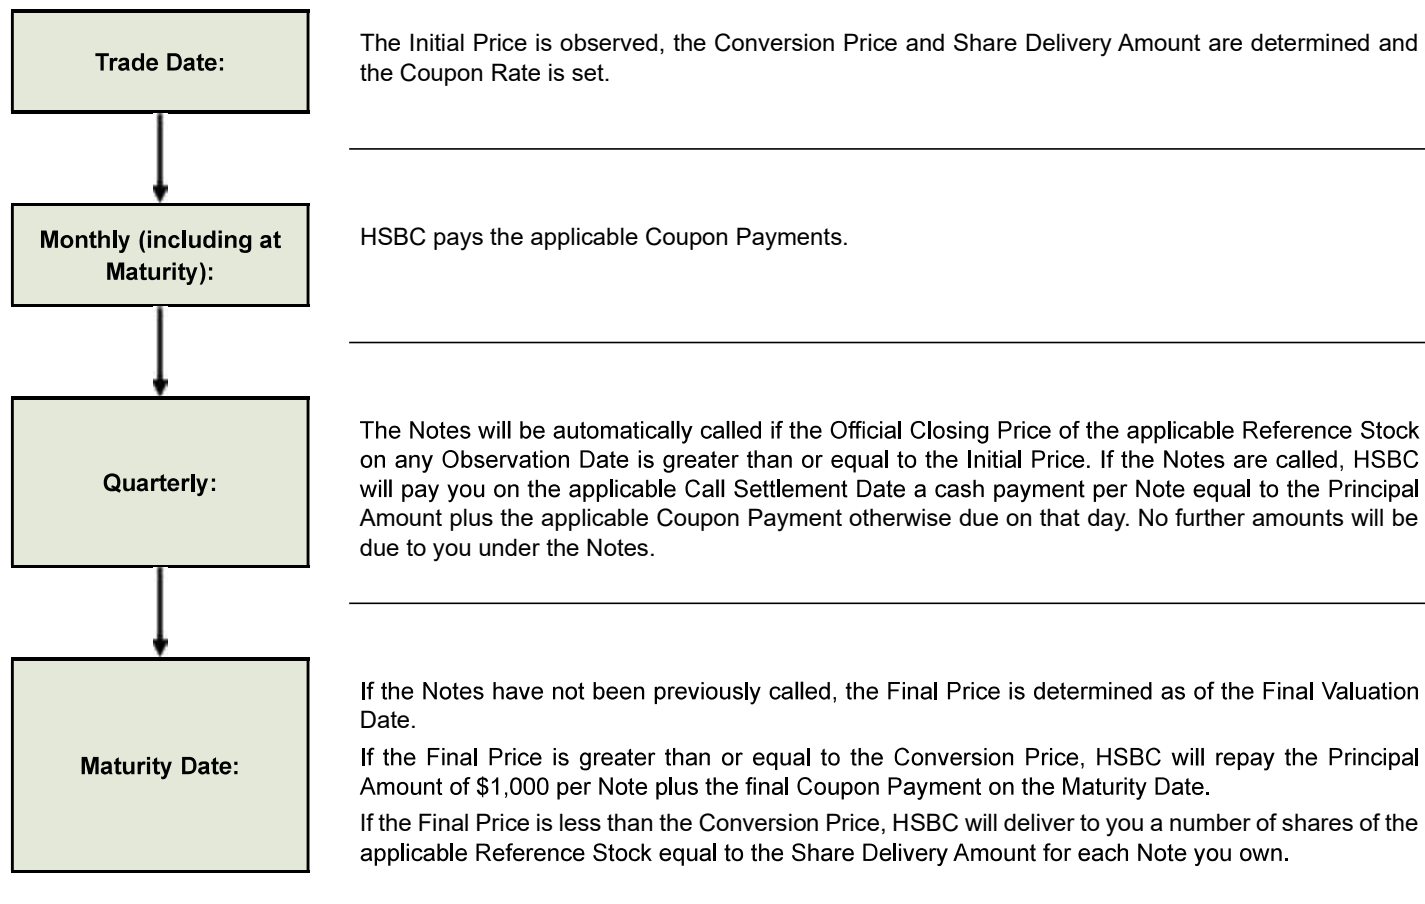 Trade Date:
The Initial Price is observed, the Conversion Price and Share Delivery Amount are determined and
the Coupon Rate is set.
Monthly (including at
Maturity):
HSBC pays the applicable Coupon Payments.
Quarterly:
The Notes will be automatically called if the Official Closing Price of the applicable Reference Stock
on any Observation Date is greater than or equal to the Initial Price. If the Notes are called, HSBC
will pay you on the applicable Call Settlement Date a cash payment per Note equal to the Principal
Amount plus the applicable Coupon Payment otherwise due on that day. No further amounts will be
due to you under the Notes.
Maturity Date:
If the Notes have not been previously called, the Final Price is determined as of the Final Valuation
Date.
If the Final Price is greater than or equal to the Conversion Price, HSBC will repay the Principal
Amount of $1,000 per Note plus the final Coupon Payment on the Maturity Date.
If the Final Price is less than the Conversion Price, HSBC will deliver to you a number of shares of the
applicable Reference Stock equal to the Share Delivery Amount for each Note you own.